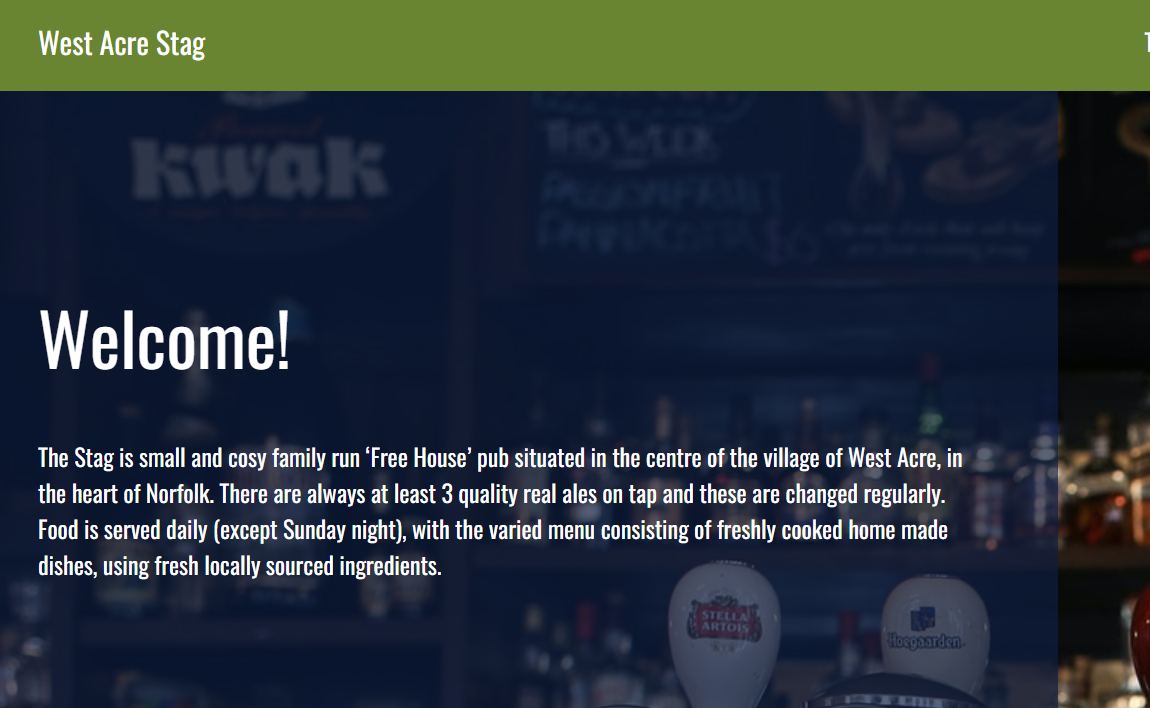 West Acre Stag
kwak
THIS WEEK
PASSIONFRUIT
PANNACOTTA $6
Welcome!
The Stag is small and cosy family run ‘Free House’ pub situated in the centre of the village of West Acre, in
the heart of Norfolk. There are always at least 3 quality real ales on tap and these are changed regularly.
Food is served daily (except Sunday night), with the varied menu consisting of freshly cooked home made
dishes, using fresh locally sourced ingredients.
STELLA
ARTOIS
Hoegaarden